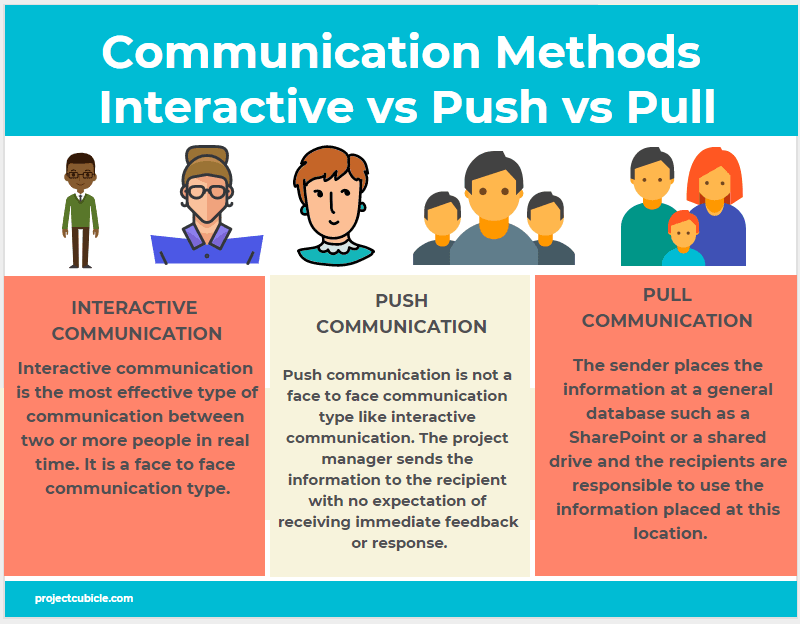 Communication Methods
Interactive vs Push vs Pull
INTERACTIVE
COMMUNICATION
Interactive communication
is the most effective type of
communication between
two or more people in real
time. It is a face to face
communication type.
PUSH
COMMUNICATION
Push communication is not a
face to face communication
type like interactive
communication. The project
manager sends the
information to the recipient
with no expectation of
receiving immediate feedback
or response.
PULL
COMMUNICATION
The sender places the
information at a general
database such as a
SharePoint or a shared
drive and the recipients are
responsible to use the
information placed at this
location.
projectcubicle.com